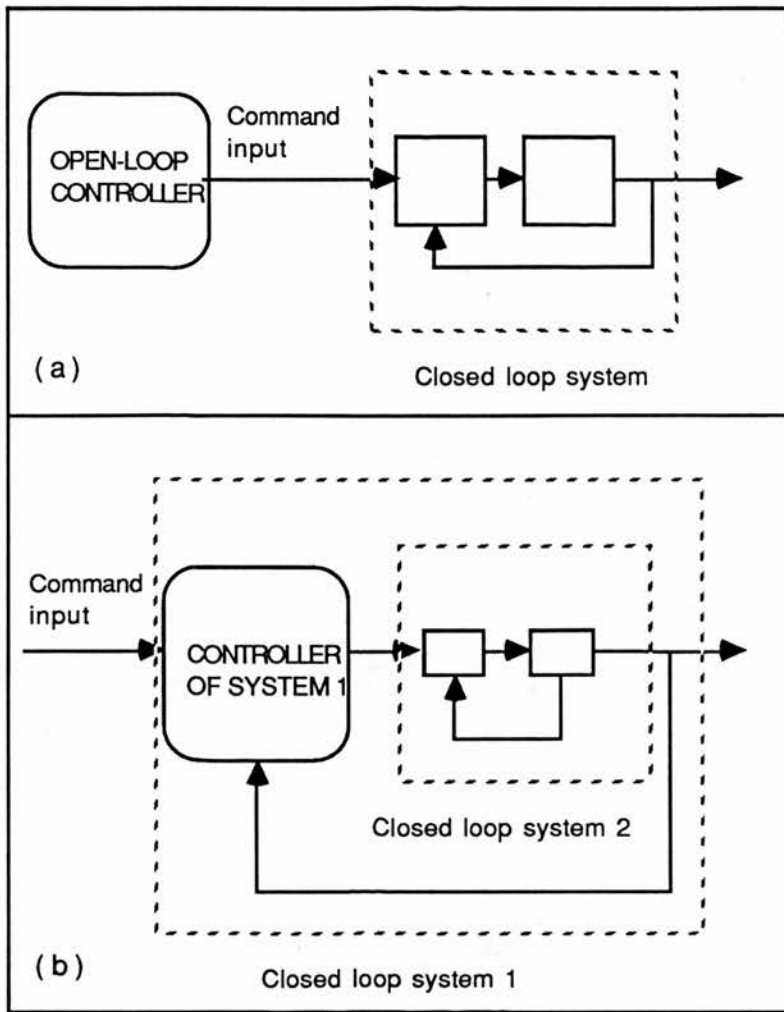 Command
input
OPEN-LOOP
CONTROLLER
(a)
Closed loop system
Command
input
CONTROLLER
OF SYSTEM 1
Closed loop system 2
(b)
Closed loop system 1